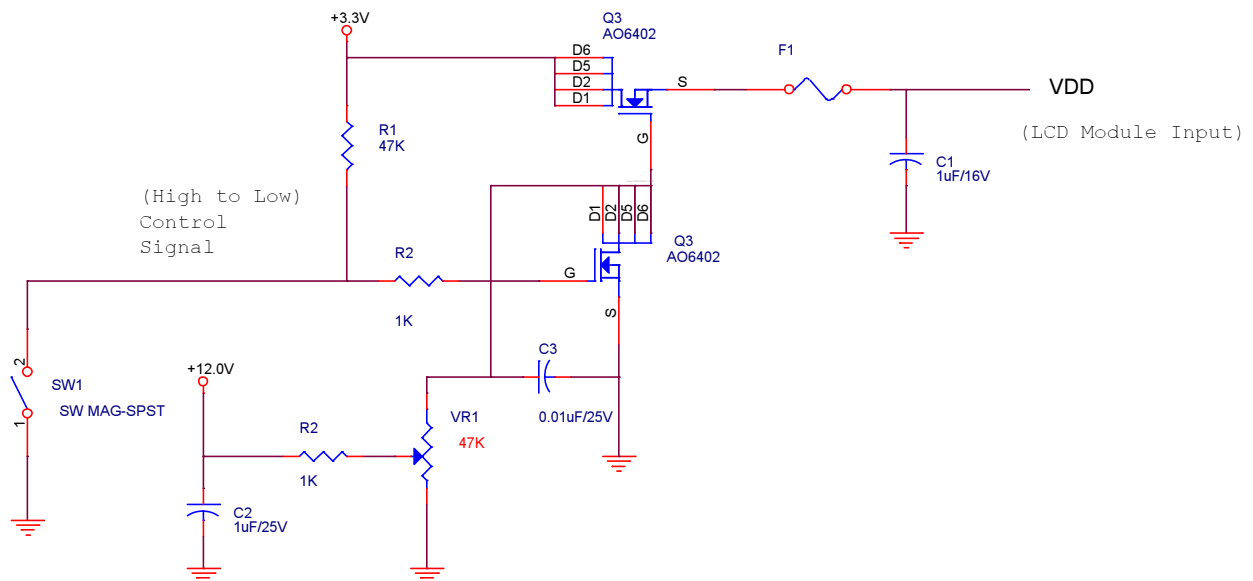 +3.3V
Q3
AO6402
D6
D5
D2
D1
S
G
F1
VDD
(LCD Module Input)
C1
1uF/16V
R1
47K
(High to Low)
Control
Signal
D1
D2
D5
D6
Q3
AO6402
R2
1K
G
S
C3
0.01uF/25V
2
SW1
SW MAG-SPST
1
+12.0V
R2
1K
VR1
47K
C2
1uF/25V